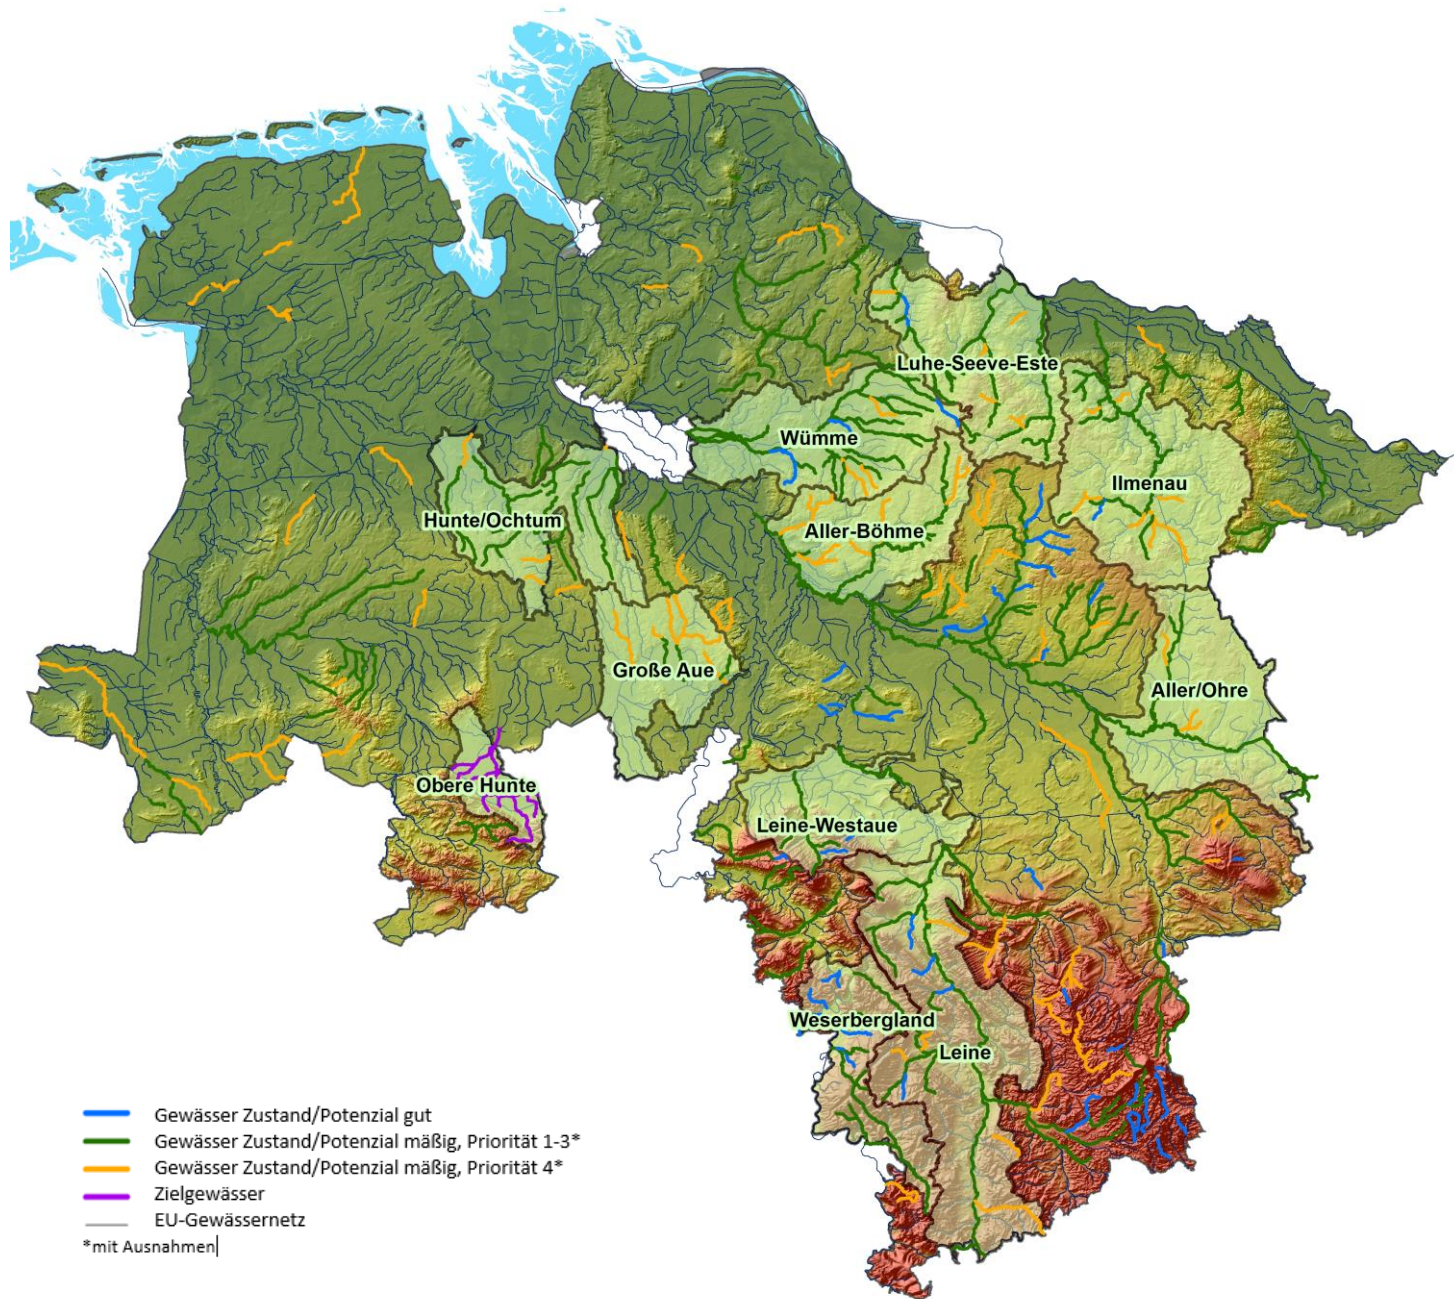 Luhe-Seeve-Este
Wümme
Ilmenau
Hunte/Ochtum
Aller-Böhme
Große Aue
Aller/Ohre
Obere Hunte
Leine-Westaue
Weserbergland
Leine
Gewässer Zustand/Potenzial gut
Gewässer Zustand/Potenzial mäßig, Priorität 1-3*
Gewässer Zustand/Potenzial mäßig, Priorität 4*
Zielgewässer
EU-Gewässernetz
*mit Ausnahmen